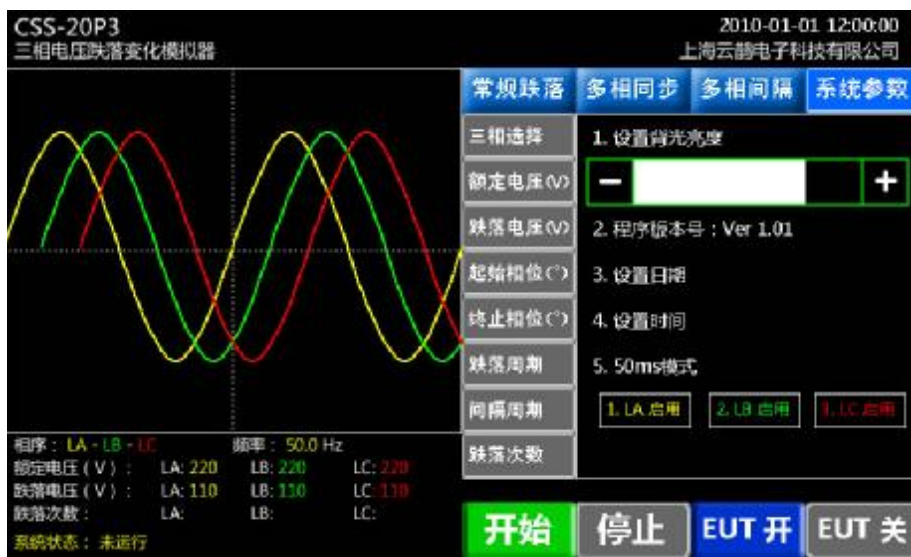 CSS-20P3
2010-01-01 12:00:00
三相电压跌落变化模拟器
上海云鹊电子科技有限公司
常规跌落 多相同步 多相间隔 系统参数
三相选择
额定电压(V)
跌落电压(V)
起始相位(°)
终止相位(°)
跌落周期
间隔周期
跌落次数
1. 设置背光亮度
− +
2. 程序版本号：Ver 1.01
3. 设置日期
4. 设置时间
5. 50ms模式
1. LA 启用 2. LB 启用 3. LC 启用
相序： LA - LB - LC 频率： 50.0 Hz
额定电压（V）： LA: 220 LB: 220 LC: 220
跌落电压（V）： LA: 110 LB: 110 LC: 110
跌落次数： LA: LB: LC:
系统状态： 未运行
开始 停止 EUT 开 EUT 关